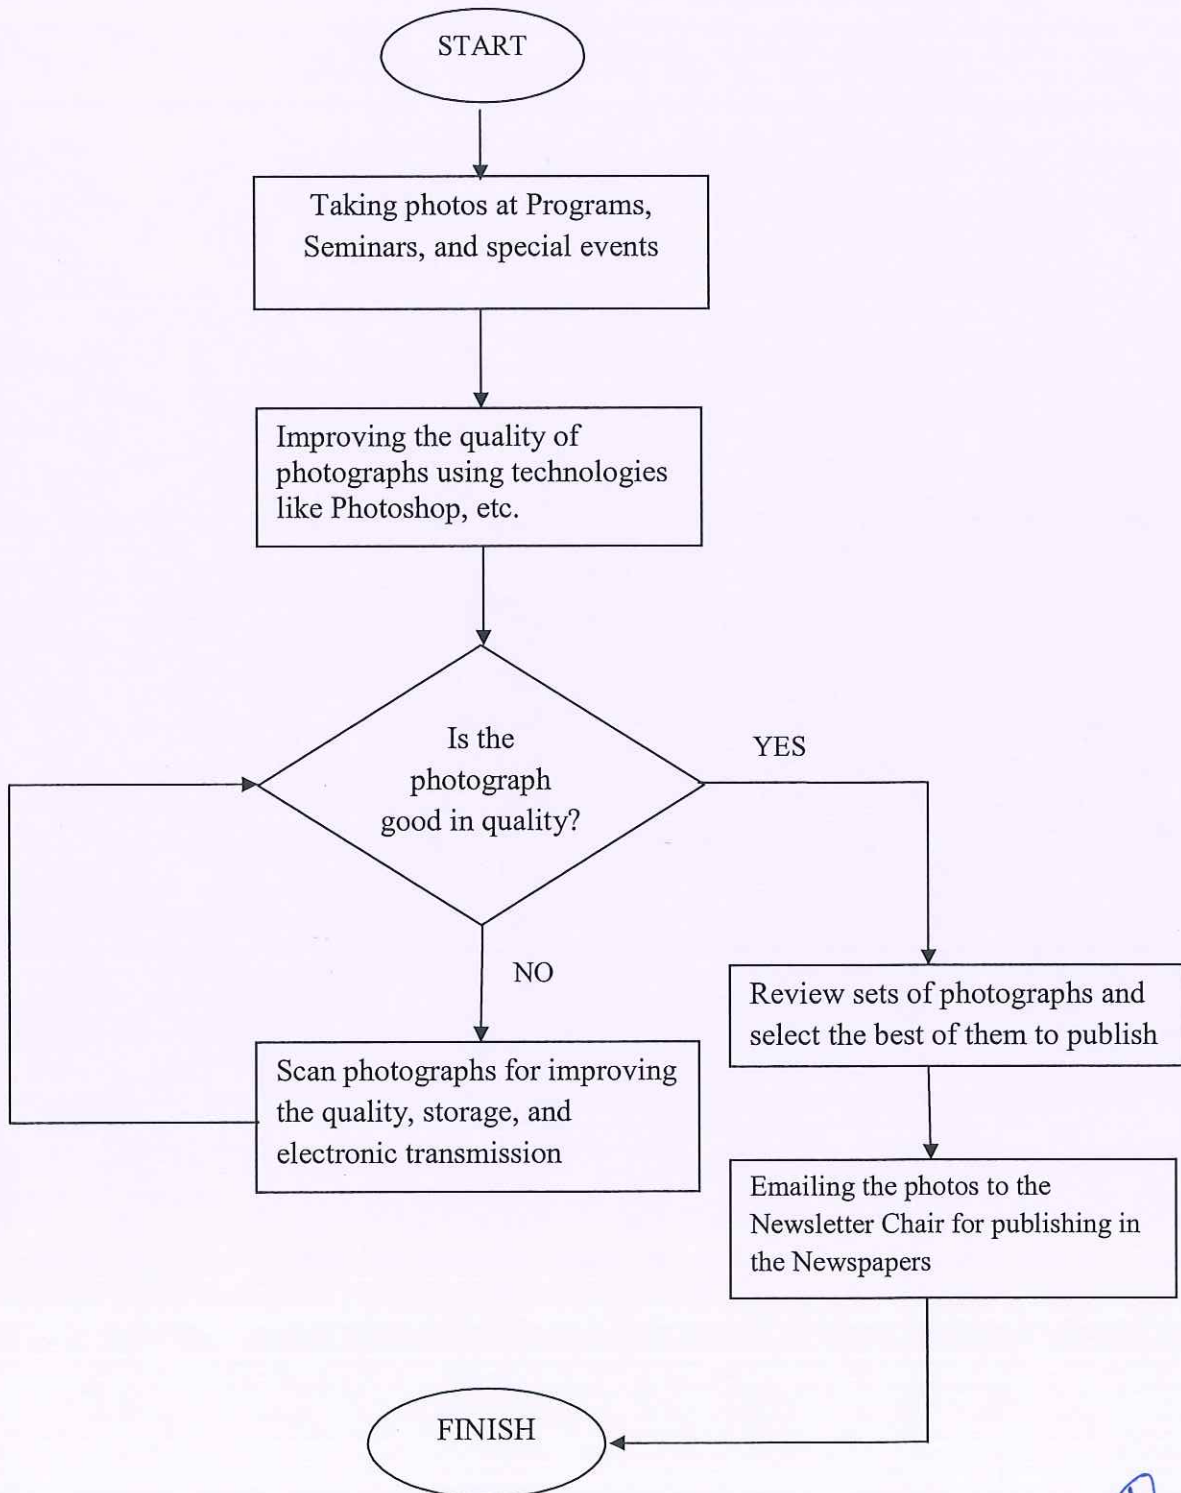 START
Taking photos at Programs,
Seminars, and special events
Improving the quality of
photographs using technologies
like Photoshop, etc.
Is the
photograph
good in quality?
YES
NO
Scan photographs for improving
the quality, storage, and
electronic transmission
Review sets of photographs and
select the best of them to publish
Emailing the photos to the
Newsletter Chair for publishing in
the Newspapers
FINISH